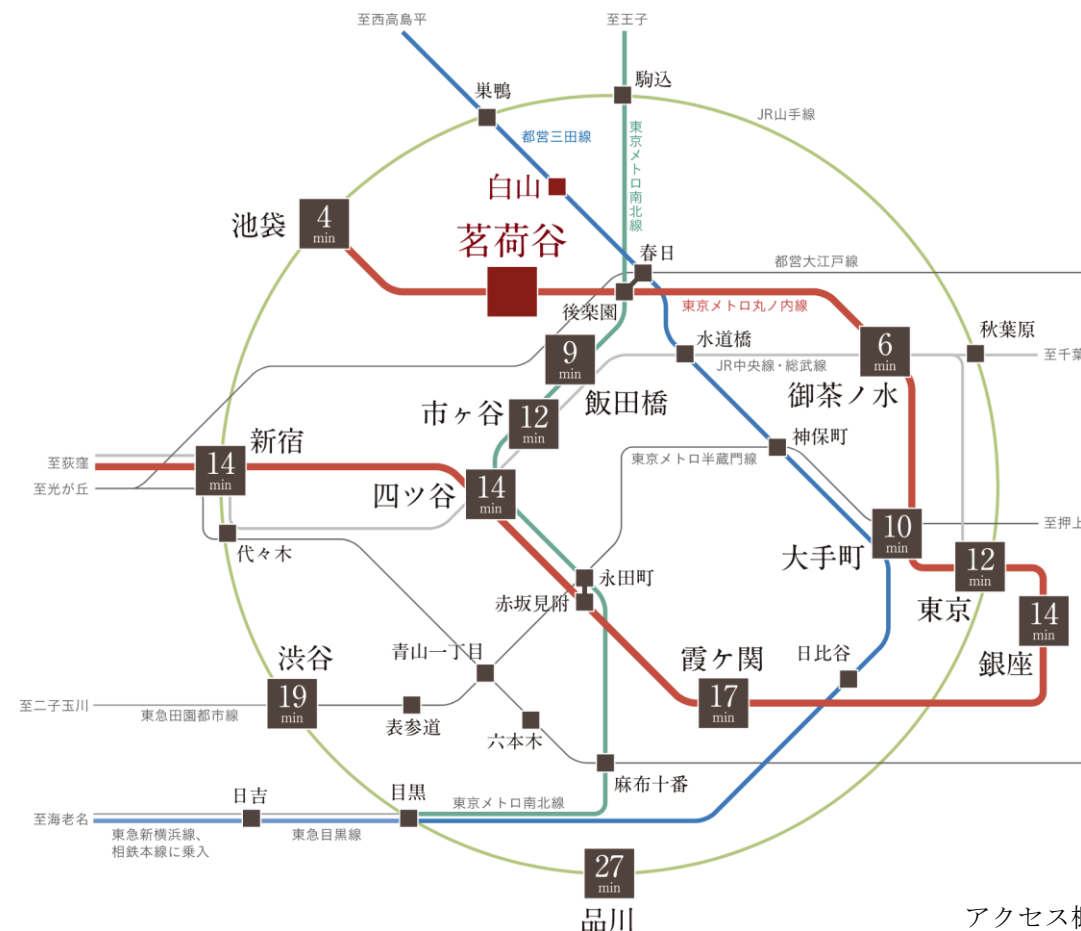 至西高島平
至王子
巣鴨
駒込
JR山手線
都営三田線
東京メトロ南北線
白山
池袋
4
min
茗荷谷
春日
都営大江戸線
後楽園
東京メトロ丸ノ内線
水道橋
秋葉原
9
min
6
min
至千葉
JR中央線・総武線
飯田橋
御茶ノ水
市ヶ谷
12
min
新宿
14
min
至荻窪
至光が丘
四ツ谷
14
min
東京メトロ半蔵門線
神保町
10
min
至押上
代々木
大手町
12
min
永田町
赤坂見附
東京
14
min
銀座
青山一丁目
霞ケ関
17
min
日比谷
渋谷
19
min
至二子玉川
東急田園都市線
表参道
六本木
麻布十番
日吉
目黒
東京メトロ南北線
至海老名
東急新横浜線、
相鉄本線に乗入
東急目黒線
27
min
品川
アクセス